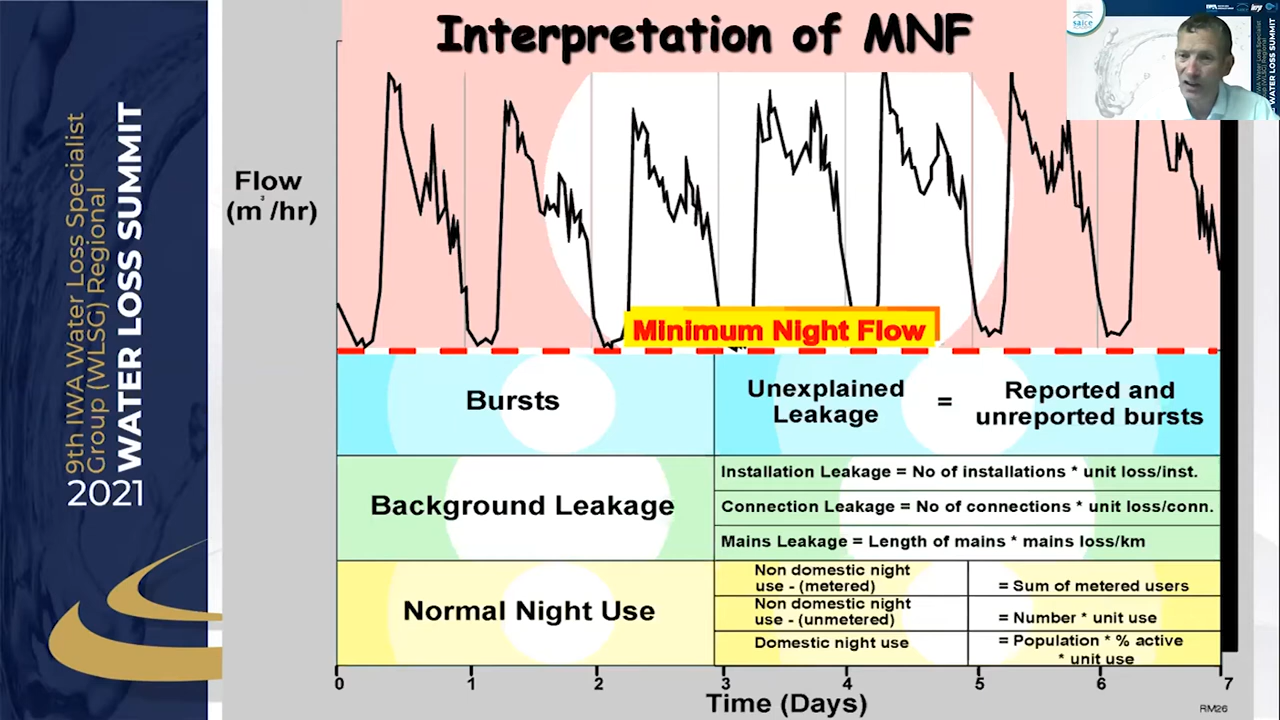 Interpretation of MNF
saice
WATER LOSS SUMMIT
9th IWA Water Loss Specialist
Group (WLSG) Regional
WATER LOSS SUMMIT
2021
Flow
(m³/hr)
Minimum Night Flow
Bursts
Unexplained
Leakage
=
Reported and
unreported bursts
Background Leakage
Installation Leakage = No of installations * unit loss/inst.
Connection Leakage = No of connections * unit loss/conn.
Mains Leakage = Length of mains * mains loss/km
Normal Night Use
Non domestic night
use - (metered)
= Sum of metered users
Non domestic night
use - (unmetered)
= Number * unit use
Domestic night use
= Population * % active
* unit use
0 1 2 3 4 5 6 7
Time (Days)
RM26